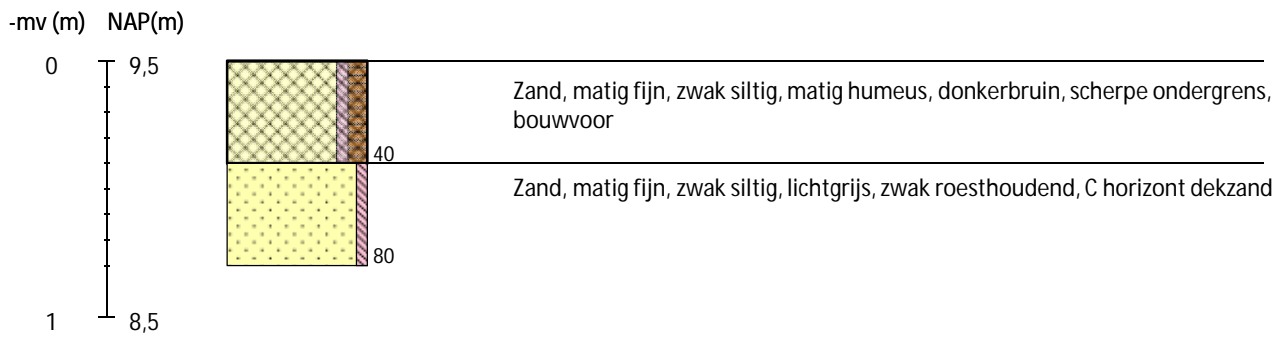 -mv (m) NAP(m)
0 9,5
Zand, matig fijn, zwak siltig, matig humeus, donkerbruin, scherpe ondergrens,
bouwvoor
40
Zand, matig fijn, zwak siltig, lichtgrijs, zwak roesthoudend, C horizont dekzand
80
1 8,5